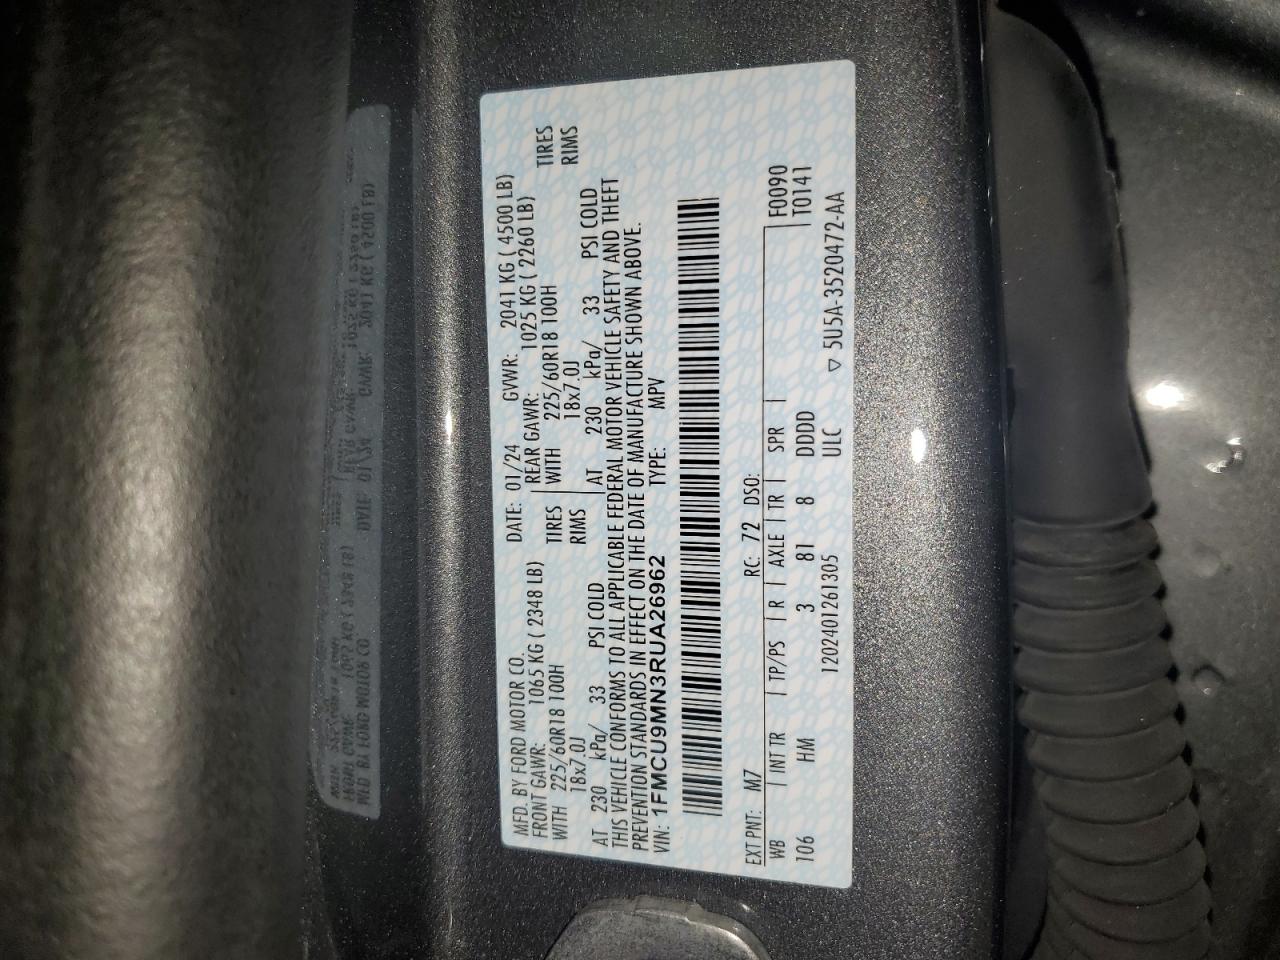 MFD. BY FORD MOTOR CO. DATE: 01/24 GVWR: 2041 KG ( 4500 LB)
FRONT GAWR: 1065 KG ( 2348 LB) REAR GAWR: 1025 KG ( 2260 LB)
WITH 225/60R18 100H TIRES WITH 225/60R18 100H TIRES
18x7.0J RIMS 18x7.0J RIMS
AT 230 kPa/ 33 PSI COLD AT 230 kPa/ 33 PSI COLD
THIS VEHICLE CONFORMS TO ALL APPLICABLE FEDERAL MOTOR VEHICLE SAFETY AND THEFT
PREVENTION STANDARDS IN EFFECT ON THE DATE OF MANUFACTURE SHOWN ABOVE.
VIN: 1FMCU9MN3RUA26962 TYPE: MPV
EXT PNT: M7 RC: 72 DSO:
WB INT TR TP/PS R AXLE TR SPR F0090
106 HM 3 81 8 DDDD T0141
120240126130​5 ULC ▽ 5U5A-3520472-AA